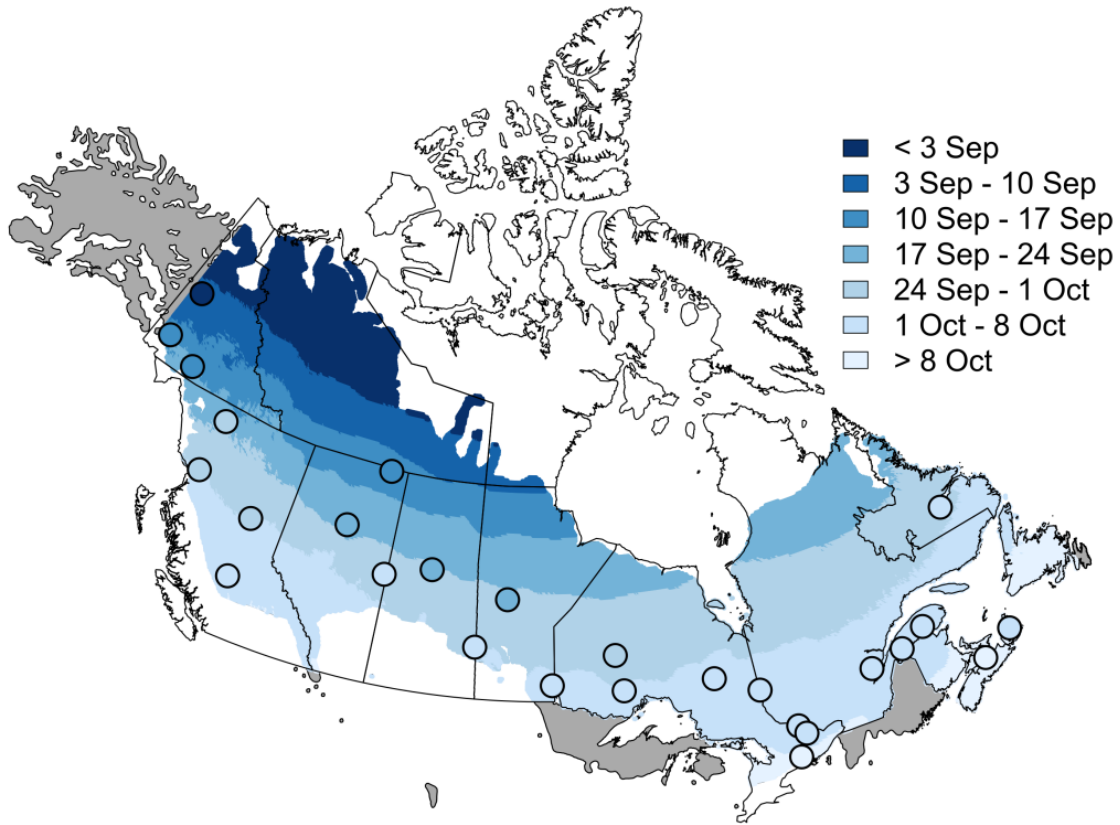 < 3 Sep
3 Sep - 10 Sep
10 Sep - 17 Sep
17 Sep - 24 Sep
24 Sep - 1 Oct
1 Oct - 8 Oct
> 8 Oct